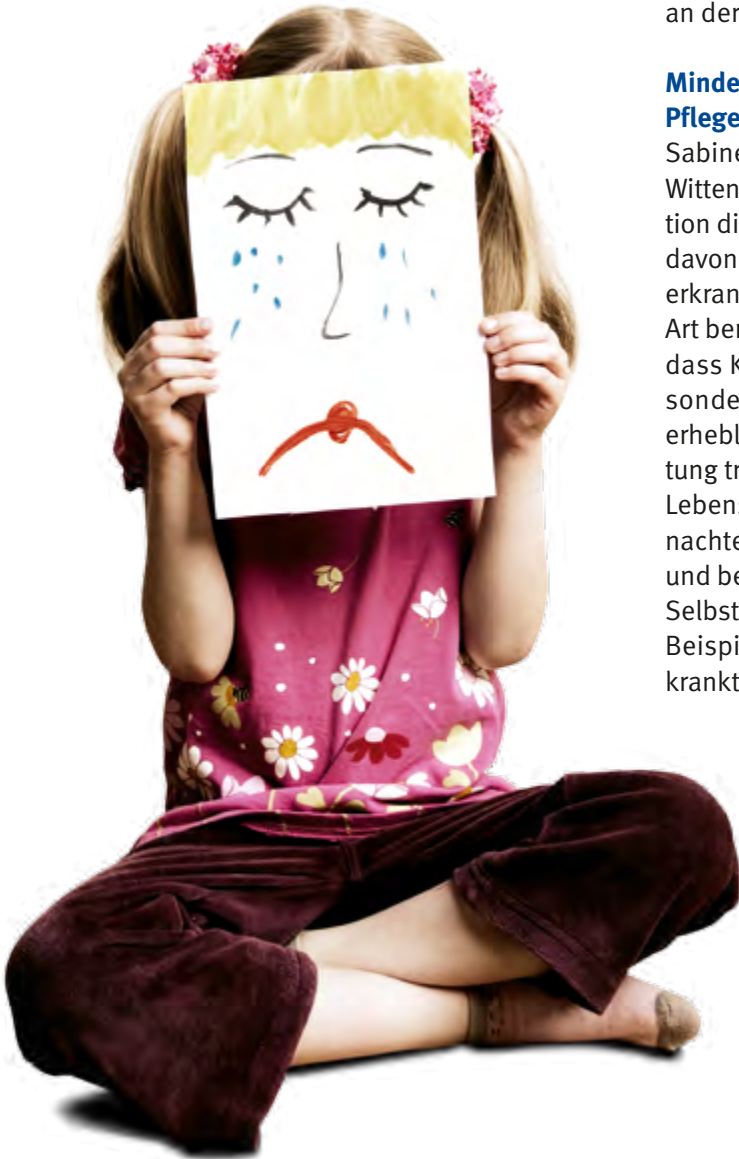 an der
Minde
Pflege
Sabine
Witten
tion di
davon
erkran
Art ber
dass K
sonde
erhebl
tung tr
Lebens
nachte
und be
Selbst
Beispi
krankt